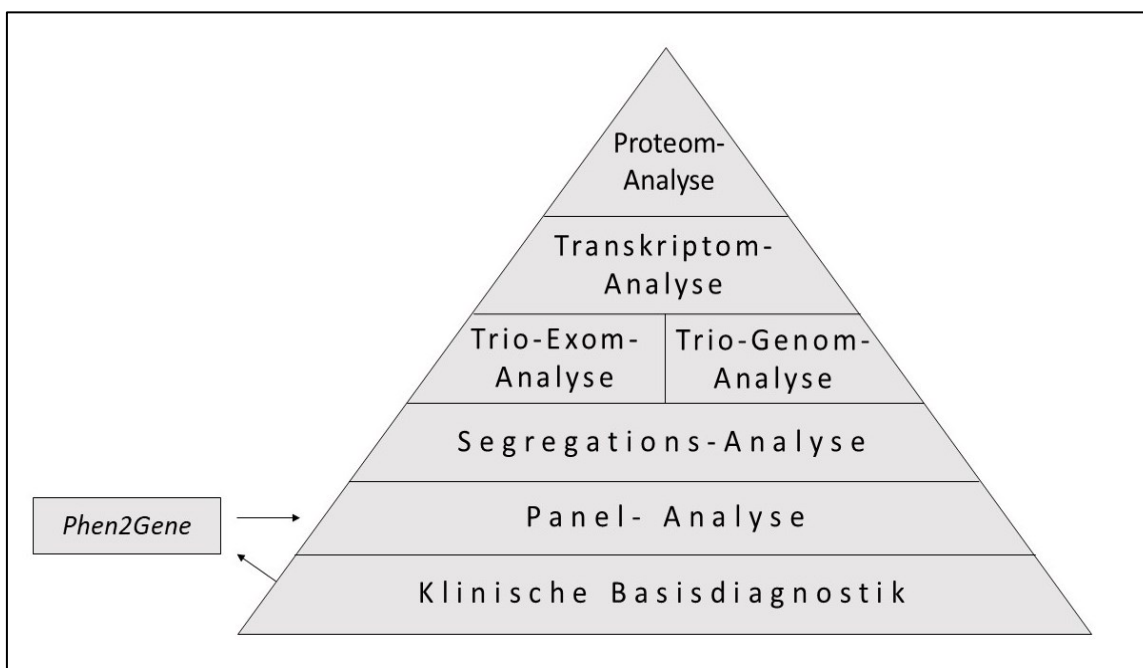 Proteom-
Analyse
Transkriptom-
Analyse
Trio-Exom-
Analyse
Trio-Genom-
Analyse
Segregations-Analyse
Phen2Gene
Panel- Analyse
Klinische Basisdiagnostik